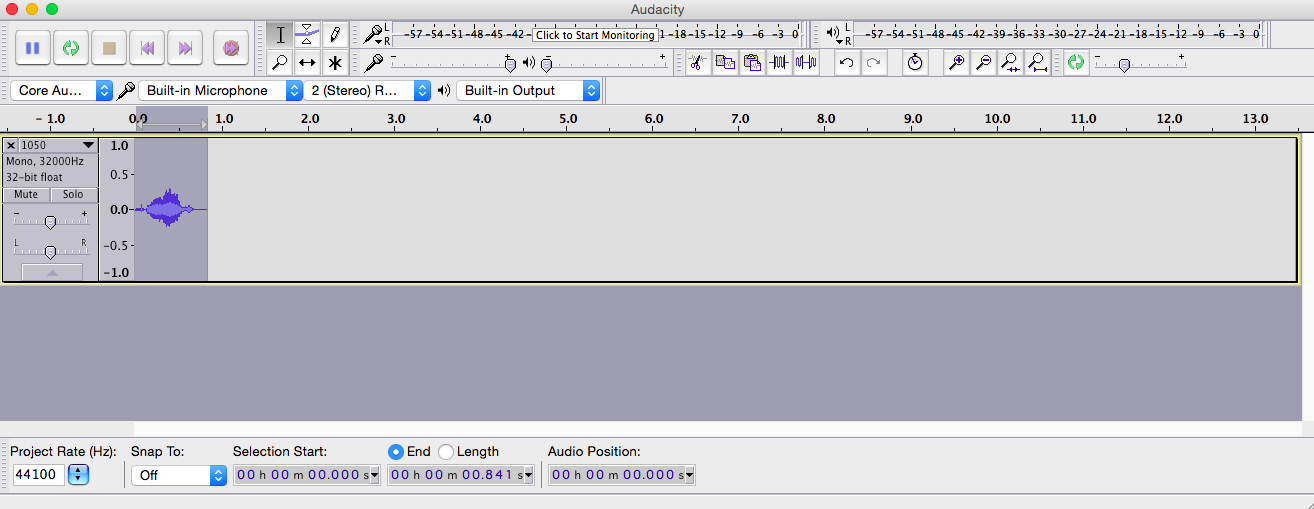 Audacity
L
R
-57 -54 -51 -48 -45 -42 - Click to Start Monitoring 1 -18 -15 -12 -9 -6 -3 0
L
R
-57 -54 -51 -48 -45 -42 -39 -36 -33 -30 -27 -24 -21 -18 -15 -12 -9 -6 -3 0
- + - +
- +
Core Au... Built-in Microphone 2 (Stereo) R... Built-in Output
- 1.0 0.0 1.0 2.0 3.0 4.0 5.0 6.0 7.0 8.0 9.0 10.0 11.0 12.0 13.0
1050
Mono, 32000Hz
32-bit float
Mute Solo
- +
L R
1.0
0.5-
0.0-
-0.5-
-1.0
Project Rate (Hz): Snap To: Selection Start: End Length Audio Position:
44100 Off 00 h 00 m 00.000 s 00 h 00 m 00.841 s 00 h 00 m 00.000 s